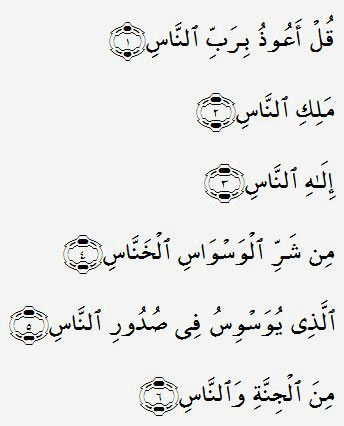 قُلْ أَعُوذُ بِرَبِّ ٱلنَّاسِ ١
مَلِكِ ٱلنَّاسِ ٢
إِلَـٰهِ ٱلنَّاسِ ٣
مِن شَرِّ ٱلْوَسْوَاسِ ٱلْخَنَّاسِ ٤
ٱلَّذِى يُوَسْوِسُ فِى صُدُورِ ٱلنَّاسِ ٥
مِنَ ٱلْجِنَّةِ وَٱلنَّاسِ ٦